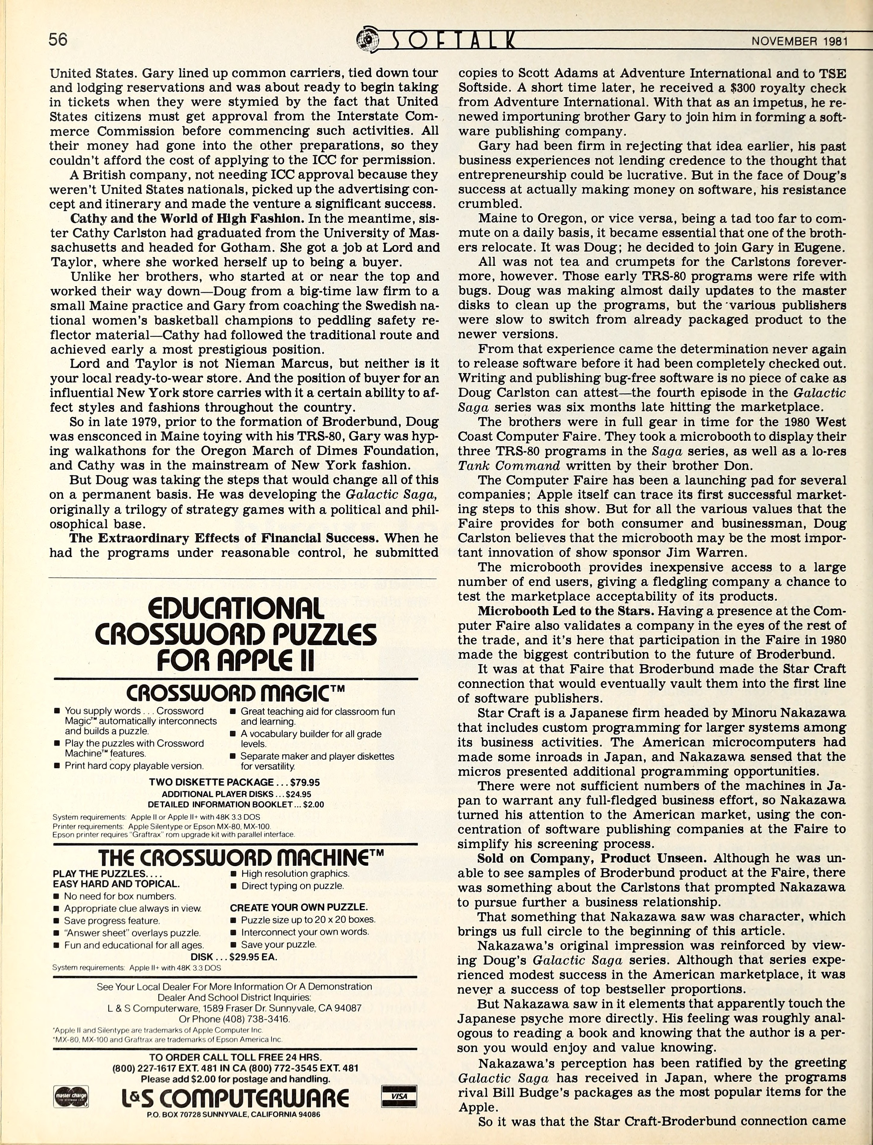 56
SOFTALK
NOVEMBER 1981
United States. Gary lined up common carriers, tied down tour
and lodging reservations and was about ready to begin taking
in tickets when they were stymied by the fact that United
States citizens must get approval from the Interstate Com-
merce Commission before commencing such activities. All
their money had gone into the other preparations, so they
couldn't afford the cost of applying to the ICC for permission.
A British company, not needing ICC approval because they
weren't United States nationals, picked up the advertising con-
cept and itinerary and made the venture a significant success.
Cathy and the World of High Fashion. In the meantime, sis-
ter Cathy Carlston had graduated from the University of Mas-
sachusetts and headed for Gotham. She got a job at Lord and
Taylor, where she worked herself up to being a buyer.
Unlike her brothers, who started at or near the top and
worked their way down—Doug from a big-time law firm to a
small Maine practice and Gary from coaching the Swedish na-
tional women's basketball champions to peddling safety re-
flector material—Cathy had followed the traditional route and
achieved early a most prestigious position.
Lord and Taylor is not Nieman Marcus, but neither is it
your local ready-to-wear store. And the position of buyer for an
influential New York store carries with it a certain ability to af-
fect styles and fashions throughout the country.
So in late 1979, prior to the formation of Broderbund, Doug
was ensconced in Maine toying with his TRS-80, Gary was hyp-
ing walkathons for the Oregon March of Dimes Foundation,
and Cathy was in the mainstream of New York fashion.
But Doug was taking the steps that would change all of this
on a permanent basis. He was developing the Galactic Saga,
originally a trilogy of strategy games with a political and phil-
osophical base.
The Extraordinary Effects of Financial Success. When he
had the programs under reasonable control, he submitted
EDUCATIONAL
CROSSWORD PUZZLES
FOR APPLE II
CROSSWORD MAGIC™
■ You supply words . . . Crossword
Magic™ automatically interconnects
and builds a puzzle.
■ Play the puzzles with Crossword
Machine™ features.
■ Print hard copy playable version.
■ Great teaching aid for classroom fun
and learning.
■ A vocabulary builder for all grade
levels.
■ Separate maker and player diskettes
for versatility.
TWO DISKETTE PACKAGE . . . $79.95
ADDITIONAL PLAYER DISKS . . . $24.95
DETAILED INFORMATION BOOKLET . . . $2.00
System requirements: Apple II or Apple II+ with 48K 3.3 DOS
Printer requirements: Apple Silentype or Epson MX-80, MX-100.
Epson printer requires "Graftrax" rom upgrade kit with parallel interface.
THE CROSSWORD MACHINE™
PLAY THE PUZZLES. . . .
EASY HARD AND TOPICAL.
■ No need for box numbers.
■ Appropriate clue always in view.
■ Save progress feature.
■ "Answer sheet" overlays puzzle.
■ Fun and educational for all ages.
■ High resolution graphics.
■ Direct typing on puzzle.
CREATE YOUR OWN PUZZLE.
■ Puzzle size up to 20 x 20 boxes.
■ Interconnect your own words.
■ Save your puzzle.
DISK . . . $29.95 EA.
System requirements: Apple II+ with 48K 3.3 DOS
See Your Local Dealer For More Information Or A Demonstration
Dealer And School District Inquiries:
L & S Computerware, 1589 Fraser Dr. Sunnyvale, CA 94087
Or Phone (408) 738-3416.
*Apple II and Silentype are trademarks of Apple Computer Inc.
*MX-80, MX-100 and Graftrax are trademarks of Epson America Inc.
TO ORDER CALL TOLL FREE 24 HRS.
(800) 227-1617 EXT. 481 IN CA (800) 772-3545 EXT. 481
Please add $2.00 for postage and handling.
master charge
L&S COMPUTERWARE
VISA
P.O. BOX 70728 SUNNYVALE, CALIFORNIA 94086
copies to Scott Adams at Adventure International and to TSE
Softside. A short time later, he received a $300 royalty check
from Adventure International. With that as an impetus, he re-
newed importuning brother Gary to join him in forming a soft-
ware publishing company.
Gary had been firm in rejecting that idea earlier, his past
business experiences not lending credence to the thought that
entrepreneurship could be lucrative. But in the face of Doug's
success at actually making money on software, his resistance
crumbled.
Maine to Oregon, or vice versa, being a tad too far to com-
mute on a daily basis, it became essential that one of the broth-
ers relocate. It was Doug; he decided to join Gary in Eugene.
All was not tea and crumpets for the Carlstons forever-
more, however. Those early TRS-80 programs were rife with
bugs. Doug was making almost daily updates to the master
disks to clean up the programs, but the various publishers
were slow to switch from already packaged product to the
newer versions.
From that experience came the determination never again
to release software before it had been completely checked out.
Writing and publishing bug-free software is no piece of cake as
Doug Carlston can attest—the fourth episode in the Galactic
Saga series was six months late hitting the marketplace.
The brothers were in full gear in time for the 1980 West
Coast Computer Faire. They took a microbooth to display their
three TRS-80 programs in the Saga series, as well as a lo-res
Tank Command written by their brother Don.
The Computer Faire has been a launching pad for several
companies; Apple itself can trace its first successful market-
ing steps to this show. But for all the various values that the
Faire provides for both consumer and businessman, Doug
Carlston believes that the microbooth may be the most impor-
tant innovation of show sponsor Jim Warren.
The microbooth provides inexpensive access to a large
number of end users, giving a fledgling company a chance to
test the marketplace acceptability of its products.
Microbooth Led to the Stars. Having a presence at the Com-
puter Faire also validates a company in the eyes of the rest of
the trade, and it's here that participation in the Faire in 1980
made the biggest contribution to the future of Broderbund.
It was at that Faire that Broderbund made the Star Craft
connection that would eventually vault them into the first line
of software publishers.
Star Craft is a Japanese firm headed by Minoru Nakazawa
that includes custom programming for larger systems among
its business activities. The American microcomputers had
made some inroads in Japan, and Nakazawa sensed that the
micros presented additional programming opportunities.
There were not sufficient numbers of the machines in Ja-
pan to warrant any full-fledged business effort, so Nakazawa
turned his attention to the American market, using the con-
centration of software publishing companies at the Faire to
simplify his screening process.
Sold on Company, Product Unseen. Although he was un-
able to see samples of Broderbund product at the Faire, there
was something about the Carlstons that prompted Nakazawa
to pursue further a business relationship.
That something that Nakazawa saw was character, which
brings us full circle to the beginning of this article.
Nakazawa's original impression was reinforced by view-
ing Doug's Galactic Saga series. Although that series expe-
rienced modest success in the American marketplace, it was
never a success of top bestseller proportions.
But Nakazawa saw in it elements that apparently touch the
Japanese psyche more directly. His feeling was roughly anal-
ogous to reading a book and knowing that the author is a per-
son you would enjoy and value knowing.
Nakazawa's perception has been ratified by the greeting
Galactic Saga has received in Japan, where the programs
rival Bill Budge's packages as the most popular items for the
Apple.
So it was that the Star Craft-Broderbund connection came